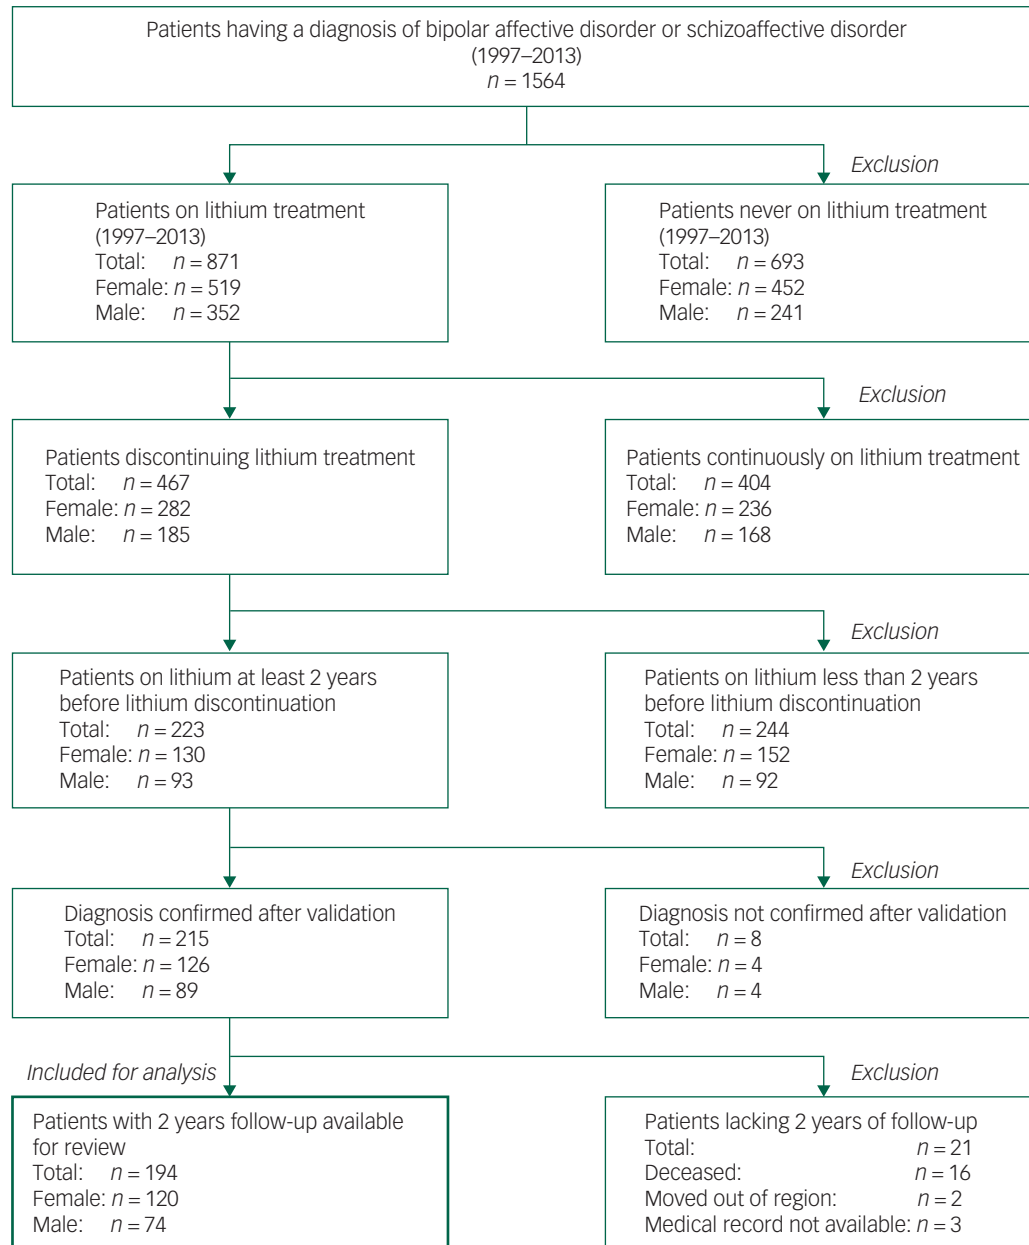 Patients having a diagnosis of bipolar affective disorder or schizoaffective disorder
(1997–2013)
n = 1564
Exclusion
Patients on lithium treatment
(1997–2013)
Total: n = 871
Female: n = 519
Male: n = 352
Patients never on lithium treatment
(1997–2013)
Total: n = 693
Female: n = 452
Male: n = 241
Exclusion
Patients discontinuing lithium treatment
Total: n = 467
Female: n = 282
Male: n = 185
Patients continuously on lithium treatment
Total: n = 404
Female: n = 236
Male: n = 168
Exclusion
Patients on lithium at least 2 years
before lithium discontinuation
Total: n = 223
Female: n = 130
Male: n = 93
Patients on lithium less than 2 years
before lithium discontinuation
Total: n = 244
Female: n = 152
Male: n = 92
Exclusion
Diagnosis confirmed after validation
Total: n = 215
Female: n = 126
Male: n = 89
Diagnosis not confirmed after validation
Total: n = 8
Female: n = 4
Male: n = 4
Included for analysis
Exclusion
Patients with 2 years follow-up available
for review
Total: n = 194
Female: n = 120
Male: n = 74
Patients lacking 2 years of follow-up
Total: n = 21
Deceased: n = 16
Moved out of region: n = 2
Medical record not available: n = 3